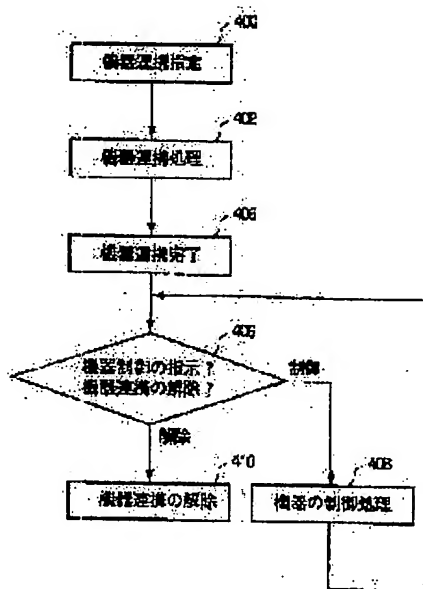 機器連携指定
402
機器連携処理
機器連携完了
406
機器制御の指示?
機器連携の解除?
制御
解除
410
機器連携の解除
408
機器の制御処理